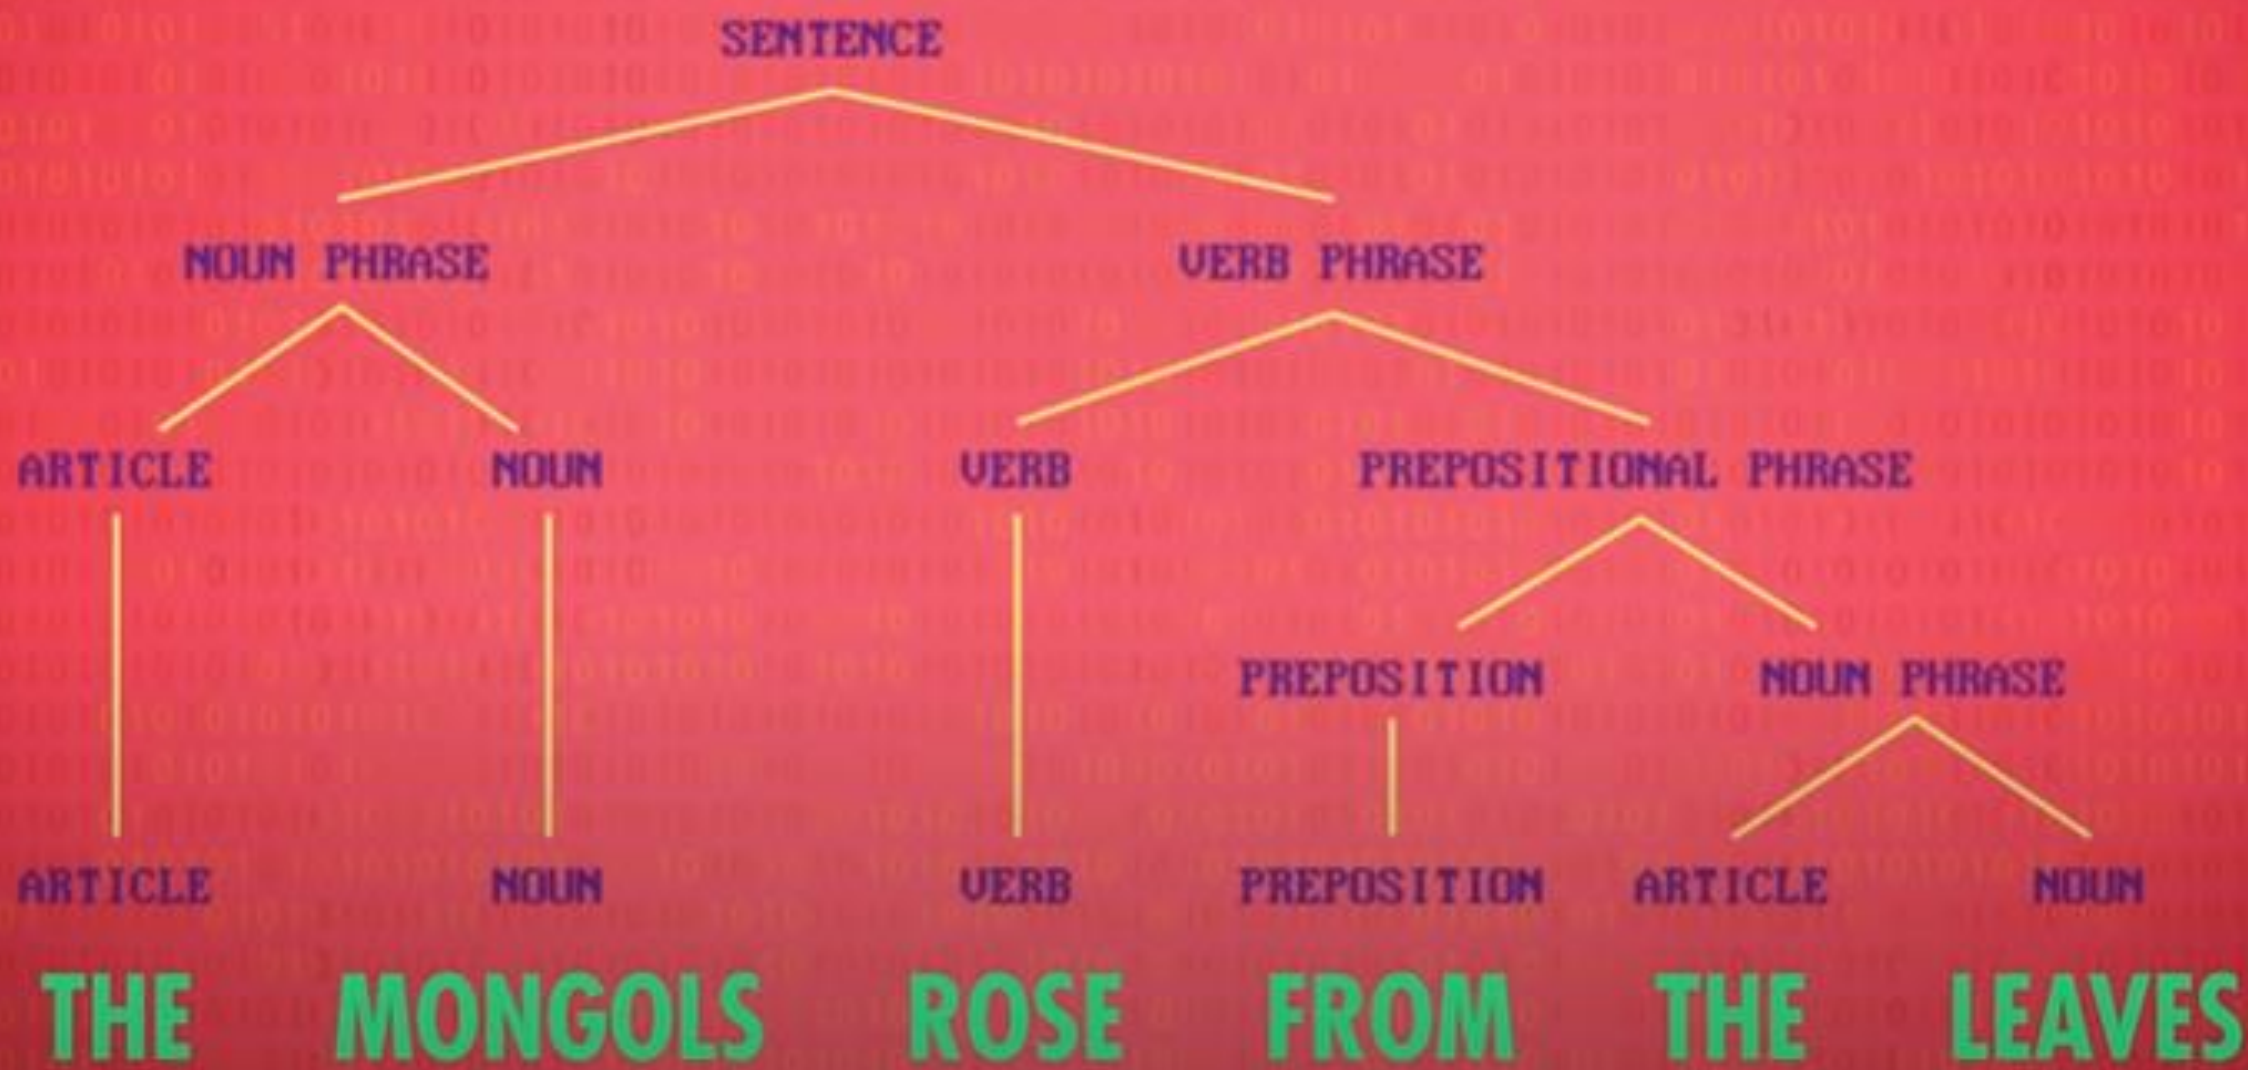 SENTENCE
NOUN PHRASE VERB PHRASE
ARTICLE NOUN VERB PREPOSITIONAL PHRASE
PREPOSITION NOUN PHRASE
ARTICLE NOUN VERB PREPOSITION ARTICLE NOUN
THE MONGOLS ROSE FROM THE LEAVES